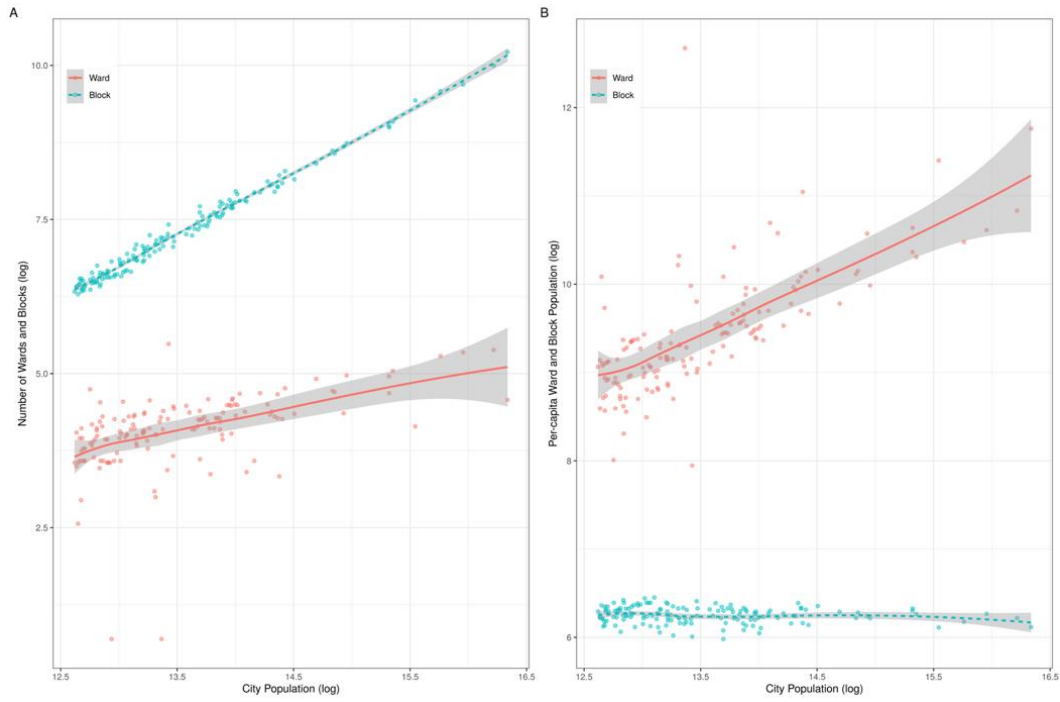 A
Number of Wards and Blocks (log)
10.0
7.5
5.0
2.5
Ward
Block
12.5 13.5 14.5 15.5 16.5
City Population (log)
B
Per-capita Ward and Block Population (log)
12
10
8
6
Ward
Block
12.5 13.5 14.5 15.5 16.5
City Population (log)